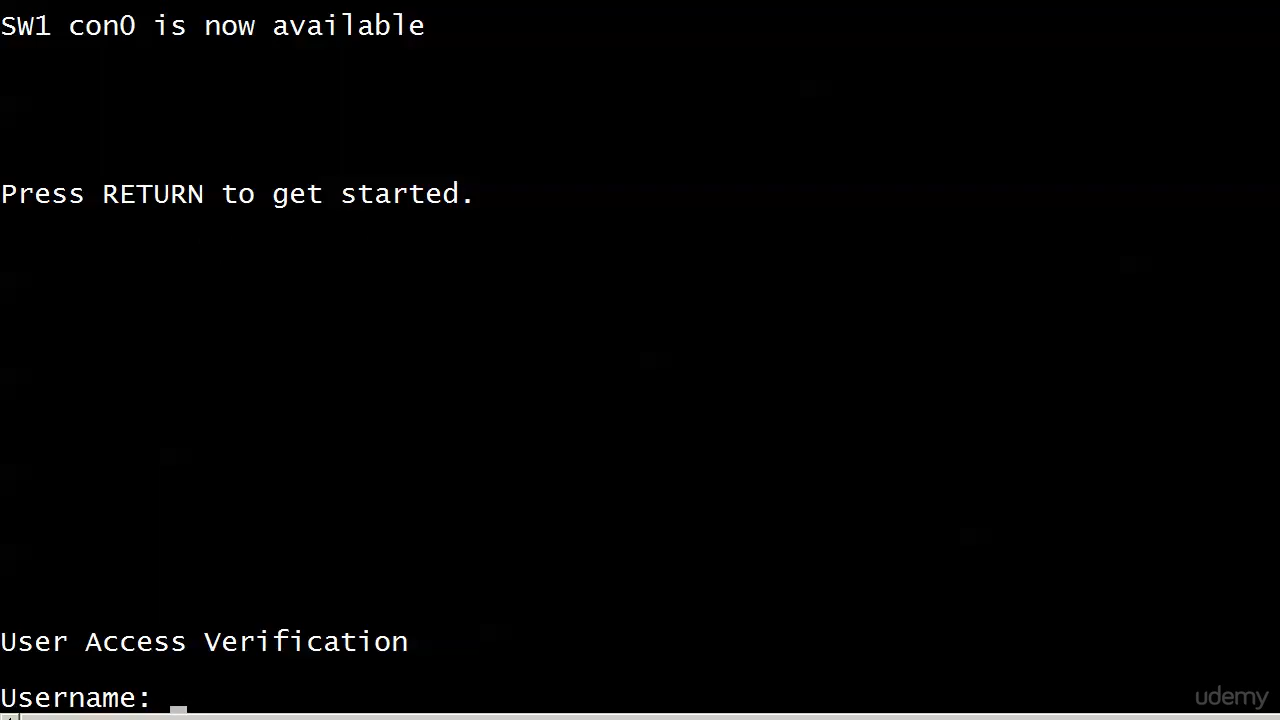 SW1 con0 is now available
Press RETURN to get started.
User Access Verification
Username:
udemy